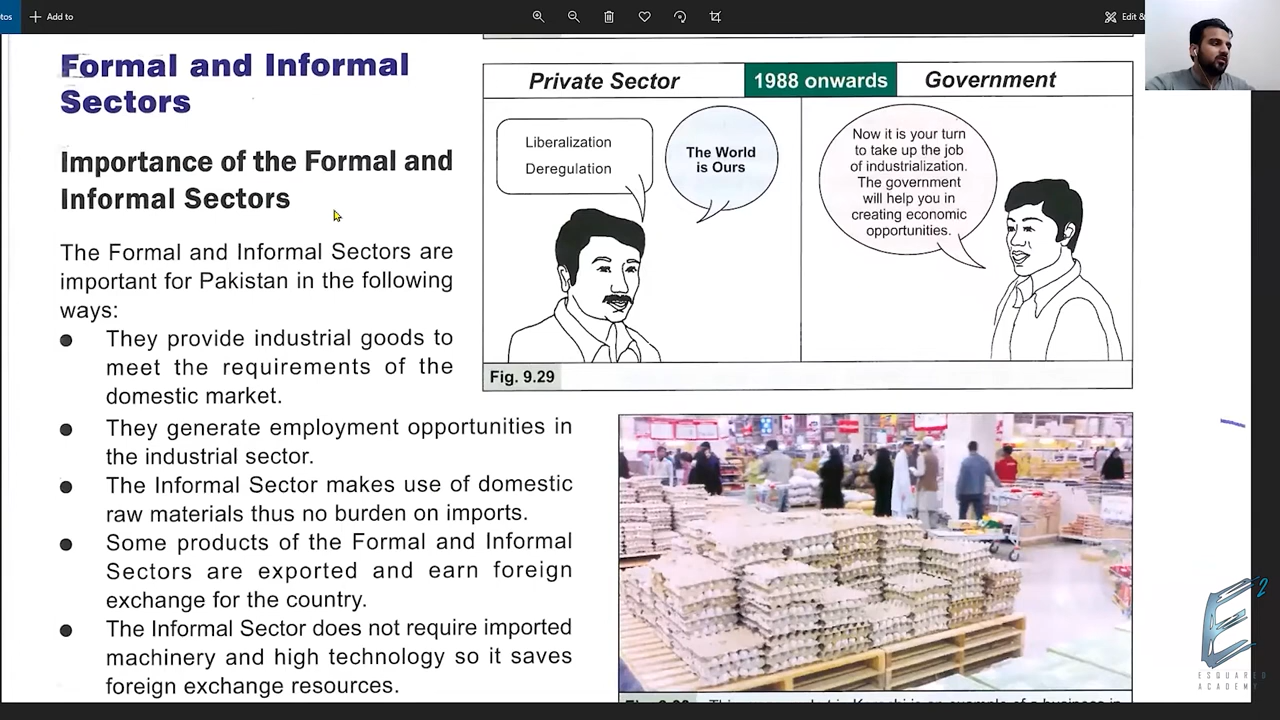 Add to
Edit &
Formal and Informal
Sectors
Importance of the Formal and
Informal Sectors
The Formal and Informal Sectors are
important for Pakistan in the following
ways:
They provide industrial goods to
meet the requirements of the
domestic market.
They generate employment opportunities in
the industrial sector.
The Informal Sector makes use of domestic
raw materials thus no burden on imports.
Some products of the Formal and Informal
Sectors are exported and earn foreign
exchange for the country.
The Informal Sector does not require imported
machinery and high technology so it saves
foreign exchange resources.
Private Sector
1988 onwards
Government
Liberalization
Deregulation
The World
is Ours
Now it is your turn
to take up the job
of industrialization.
The government
will help you in
creating economic
opportunities.
Fig. 9.29
E2
ESQUARED
ACADEMY